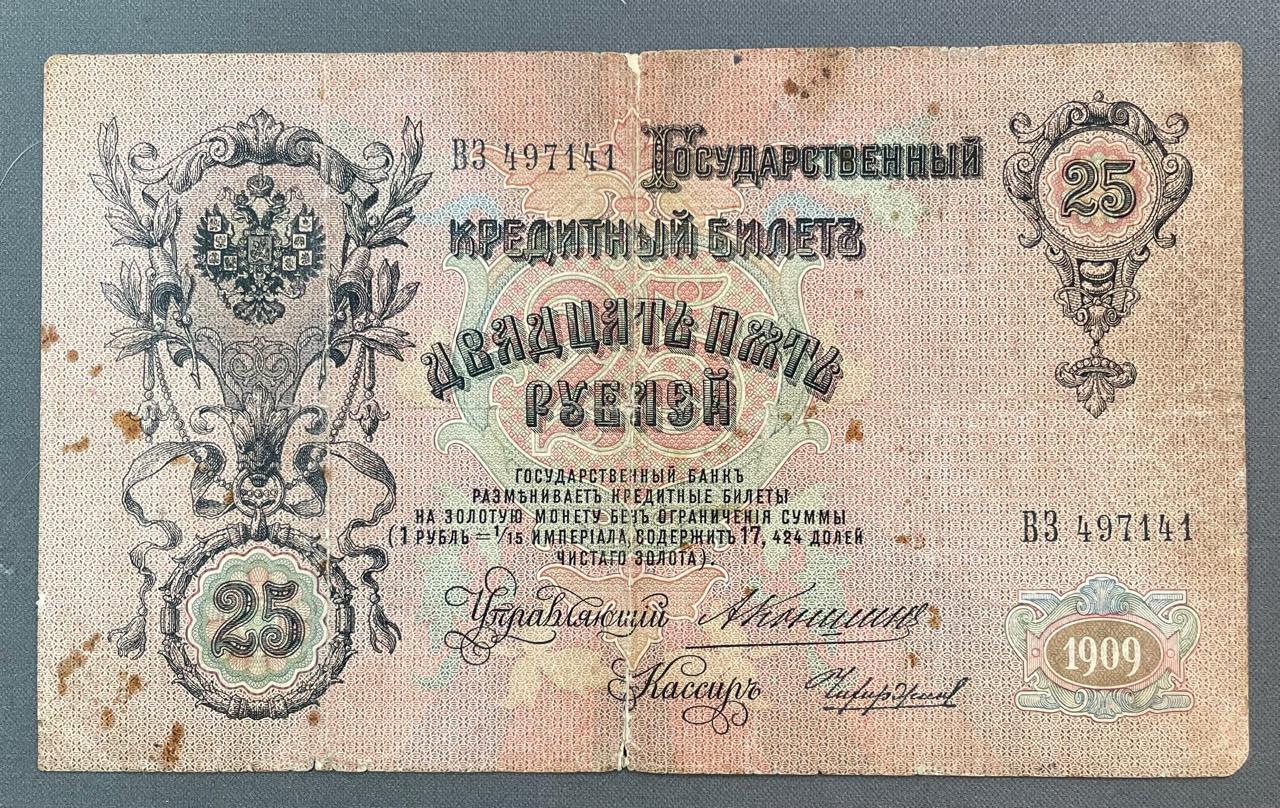 ВЗ 497141
Государственный
25
кредитный билетъ
двадцать пять
рублей
ГОСУДАРСТВЕННЫЙ БАНКЪ
РАЗМѢНИВАЕТЪ КРЕДИТНЫЕ БИЛЕТЫ
НА ЗОЛОТУЮ МОНЕТУ БЕЗЪ ОГРАНИЧЕНІЯ СУММЫ
(1 РУБЛЬ = 1/15 ИМПЕРІАЛА, СОДЕРЖИТЪ 17, 424 ДОЛЕЙ
ЧИСТАГО ЗОЛОТА).
ВЗ 497141
25
Управляющій АКоншинъ
Кассиръ
1909